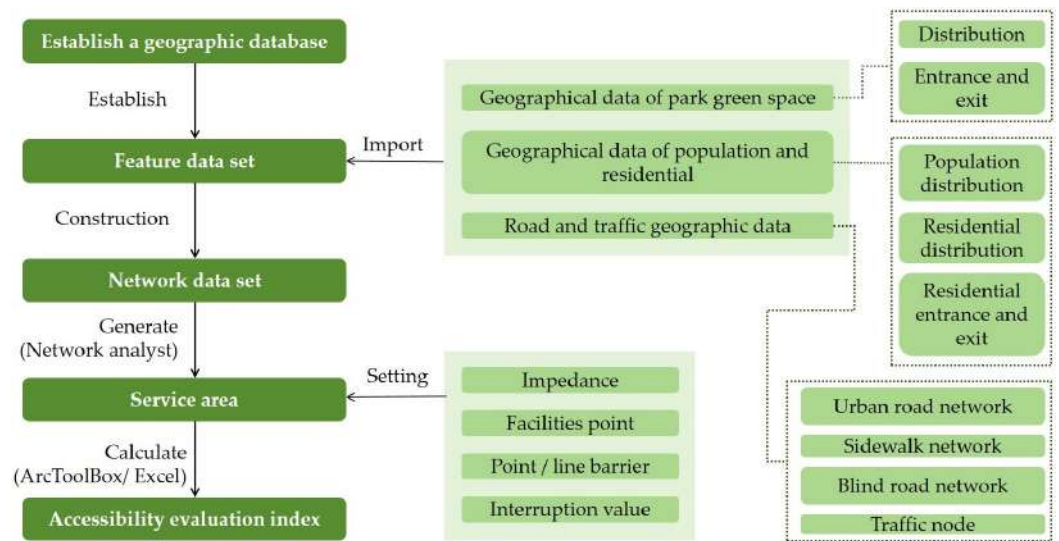 Establish a geographic database
Establish
Feature data set
Construction
Network data set
Generate
(Network analyst)
Service area
Calculate
(ArcToolBox/ Excel)
Accessibility evaluation index
Import
Geographical data of park green space
Geographical data of population and
residential
Road and traffic geographic data
Setting
Impedance
Facilities point
Point / line barrier
Interruption value
Distribution
Entrance and
exit
Population
distribution
Residential
distribution
Residential
entrance and
exit
Urban road network
Sidewalk network
Blind road network
Traffic node